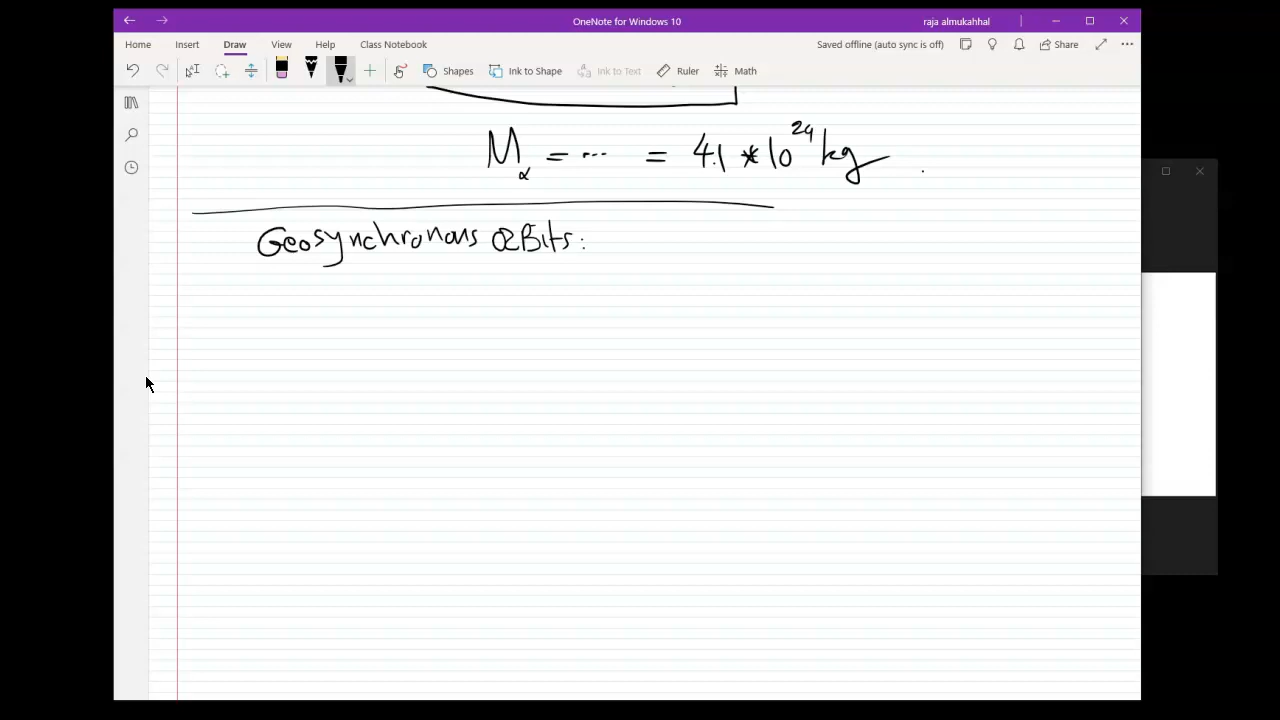 OneNote for Windows 10
raja almukahhal
Home Insert Draw View Help Class Notebook
Saved offline (auto sync is off)
Share
Shapes
Ink to Shape
Ink to Text
Ruler
Math
Mα = ... = 4.1 * 10^24 kg
Geosynchronous ORBits: